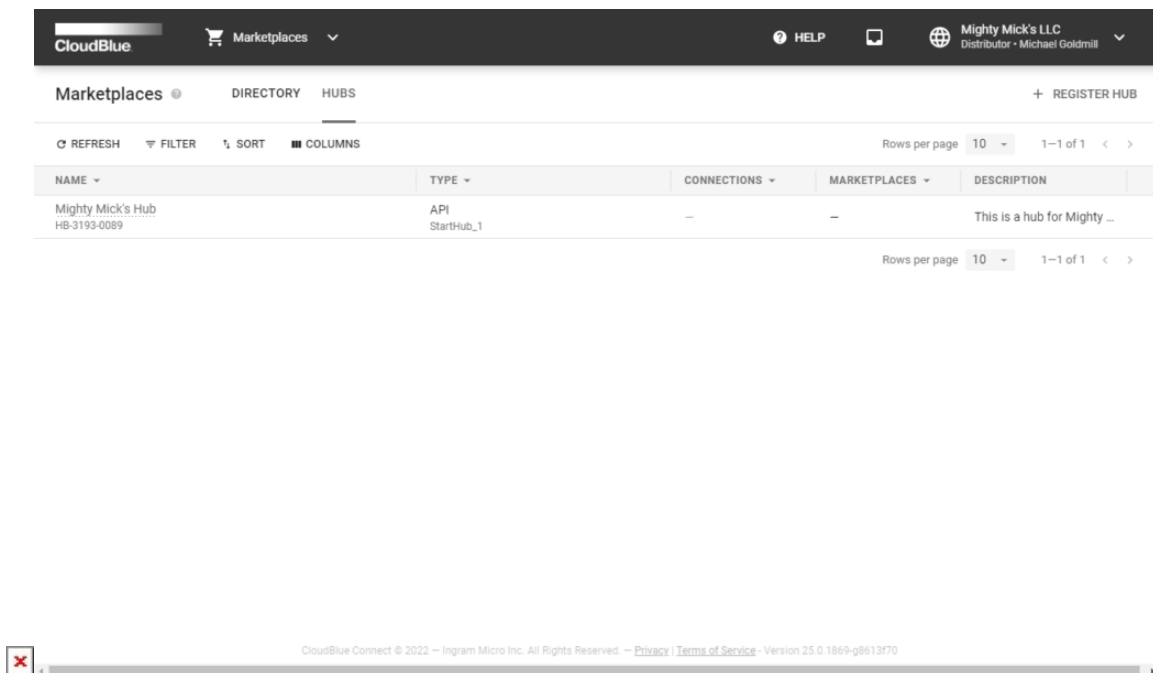 CloudBlue Marketplaces HELP Mighty Mick's LLC
Distributor • Michael Goldmill
Marketplaces DIRECTORY HUBS + REGISTER HUB
REFRESH FILTER SORT COLUMNS Rows per page 10 1–1 of 1 < >
NAME TYPE CONNECTIONS MARKETPLACES DESCRIPTION
Mighty Mick's Hub API — — This is a hub for Mighty ...
HB-3193-0089 StartHub_1
Rows per page 10 1–1 of 1 < >
CloudBlue Connect © 2022 — Ingram Micro Inc. All Rights Reserved. — Privacy | Terms of Service - Version 25.0.1869-g8613f70